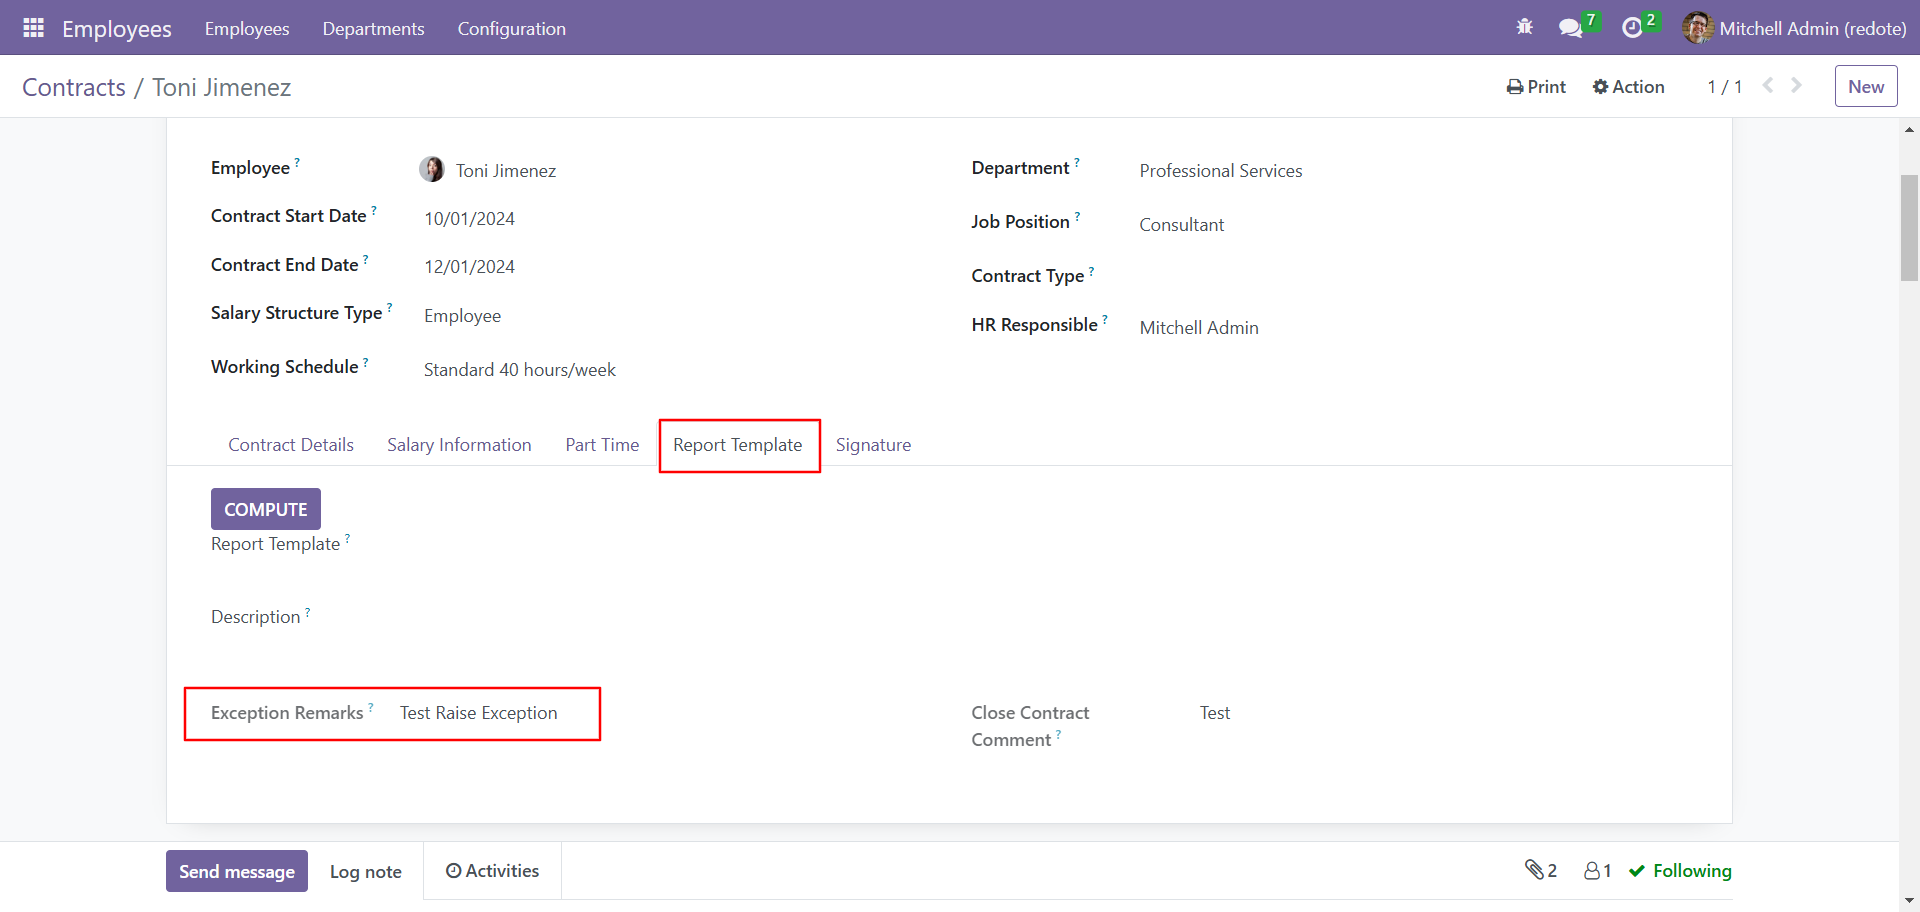 Employees Employees Departments Configuration 7 2 Mitchell Admin (redote)
Contracts / Toni Jimenez Print Action 1 / 1 New
Employee ? Toni Jimenez Department ? Professional Services
Contract Start Date ? 10/01/2024 Job Position ? Consultant
Contract End Date ? 12/01/2024 Contract Type ?
Salary Structure Type ? Employee HR Responsible ? Mitchell Admin
Working Schedule ? Standard 40 hours/week
Contract Details Salary Information Part Time Report Template Signature
COMPUTE
Report Template ?
Description ?
Exception Remarks ? Test Raise Exception Close Contract Test
Comment ?
Send message Log note Activities 2 1 Following